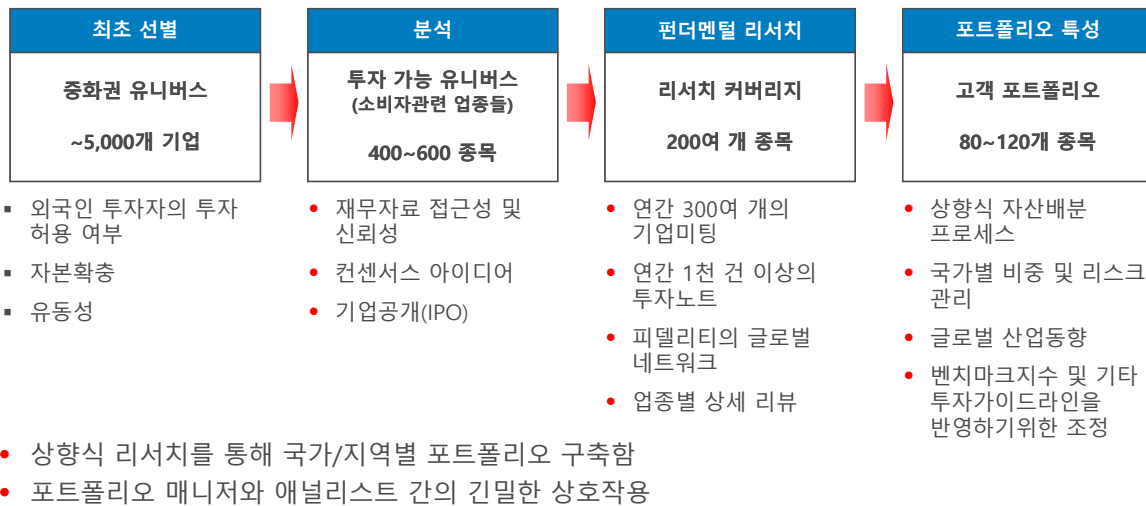 최초 선별
중화권 유니버스
~5,000개 기업
▪ 외국인 투자자의 투자
허용 여부
▪ 자본확충
▪ 유동성
분석
투자 가능 유니버스
(소비자관련 업종들)
400~600 종목
• 재무자료 접근성 및
신뢰성
• 컨센서스 아이디어
• 기업공개(IPO)
펀더멘털 리서치
리서치 커버리지
200여 개 종목
• 연간 300여 개의
기업미팅
• 연간 1천 건 이상의
투자노트
• 피델리티의 글로벌
네트워크
• 업종별 상세 리뷰
포트폴리오 특성
고객 포트폴리오
80~120개 종목
• 상향식 자산배분
프로세스
• 국가별 비중 및 리스크
관리
• 글로벌 산업동향
• 벤치마크지수 및 기타
투자가이드라인을
반영하기위한 조정
• 상향식 리서치를 통해 국가/지역별 포트폴리오 구축함
• 포트폴리오 매니저와 애널리스트 간의 긴밀한 상호작용